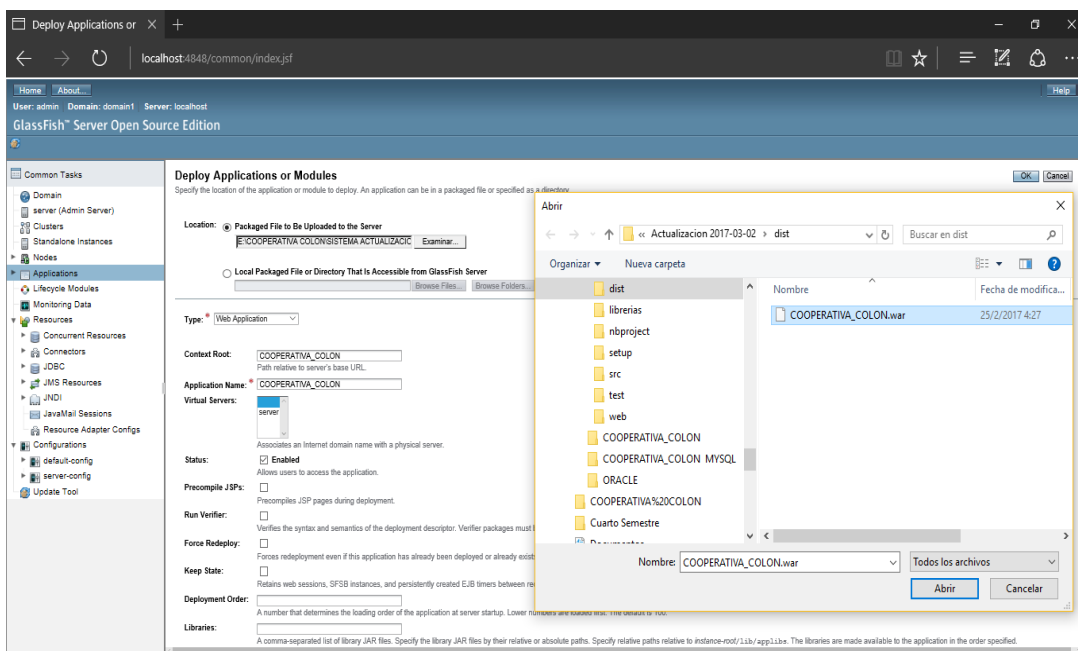 Deploy Applications or
localhost:4848/common/index.jsf
Home About... Help
User: admin Domain: domain1 Server: localhost
GlassFish™ Server Open Source Edition
Common Tasks
Domain
server (Admin Server)
Clusters
Standalone Instances
Nodes
Applications
Lifecycle Modules
Monitoring Data
Resources
Concurrent Resources
Connectors
JDBC
JMS Resources
JNDI
JavaMail Sessions
Resource Adapter Configs
Configurations
default-config
server-config
Update Tool
Deploy Applications or Modules
OK Cancel
Specify the location of the application or module to deploy. An application can be in a packaged file or specified as a directory.
Location: Packaged File to Be Uploaded to the Server
E:\COOPERATIVA COLON\SISTEMA ACTUALIZACIC Examinar...
Local Packaged File or Directory That Is Accessible from GlassFish Server
Browse Files... Browse Folders...
Type: * Web Application
Context Root: COOPERATIVA_COLON
Path relative to server's base URL.
Application Name: * COOPERATIVA_COLON
Virtual Servers: server
Associates an Internet domain name with a physical server.
Status: Enabled
Allows users to access the application.
Precompile JSPs:
Precompiles JSP pages during deployment.
Run Verifier:
Verifies the syntax and semantics of the deployment descriptor. Verifier packages must
Force Redeploy:
Forces redeployment even if this application has already been deployed or already exist
Keep State:
Retains web sessions, SFSB instances, and persistently created EJB timers between re
Deployment Order:
A number that determines the loading order of the application at server startup. Lower numbers are loaded first. The default is 100.
Libraries:
A comma-separated list of library JAR files. Specify the library JAR files by their relative or absolute paths. Specify relative paths relative to instance-root/lib/applibs. The libraries are made available to the application in the order specified.
Abrir
« Actualizacion 2017-03-02 > dist
Buscar en dist
Organizar Nueva carpeta
dist
librerias
nbproject
setup
src
test
web
COOPERATIVA_COLON
COOPERATIVA_COLON MYSQL
ORACLE
COOPERATIVA%20COLON
Cuarto Semestre
Nombre Fecha de modifica...
COOPERATIVA_COLON.war 25/2/2017 4:27
Nombre: COOPERATIVA_COLON.war Todos los archivos
Abrir Cancelar